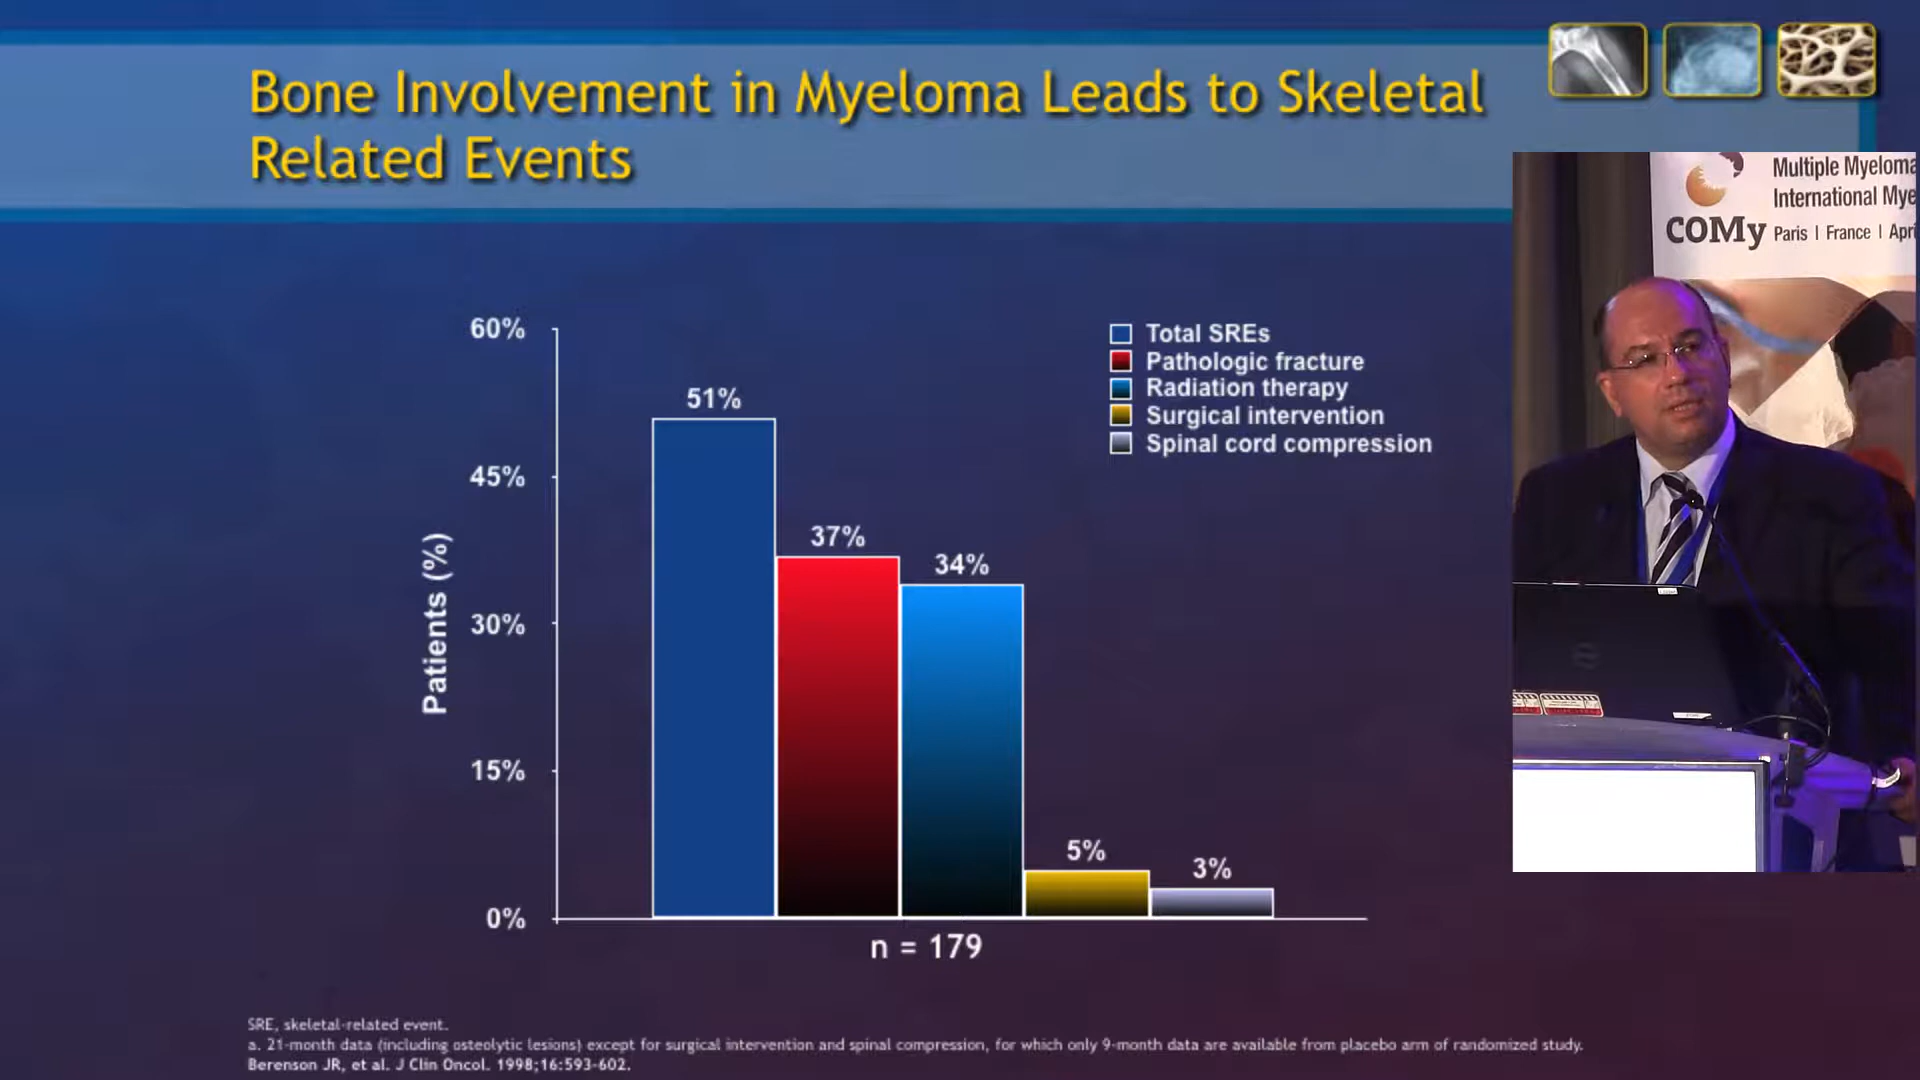 Bone Involvement in Myeloma Leads to Skeletal
Related Events
Multiple Myeloma
International Mye
COMy
Paris | France | Apri
60%
45%
30%
15%
0%
Patients (%)
51%
37%
34%
5%
3%
Total SREs
Pathologic fracture
Radiation therapy
Surgical intervention
Spinal cord compression
n = 179
SRE, skeletal-related event.
a. 21-month data (including osteolytic lesions) except for surgical intervention and spinal compression, for which only 9-month data are available from placebo arm of randomized study.
Berenson JR, et al. J Clin Oncol. 1998;16:593-602.